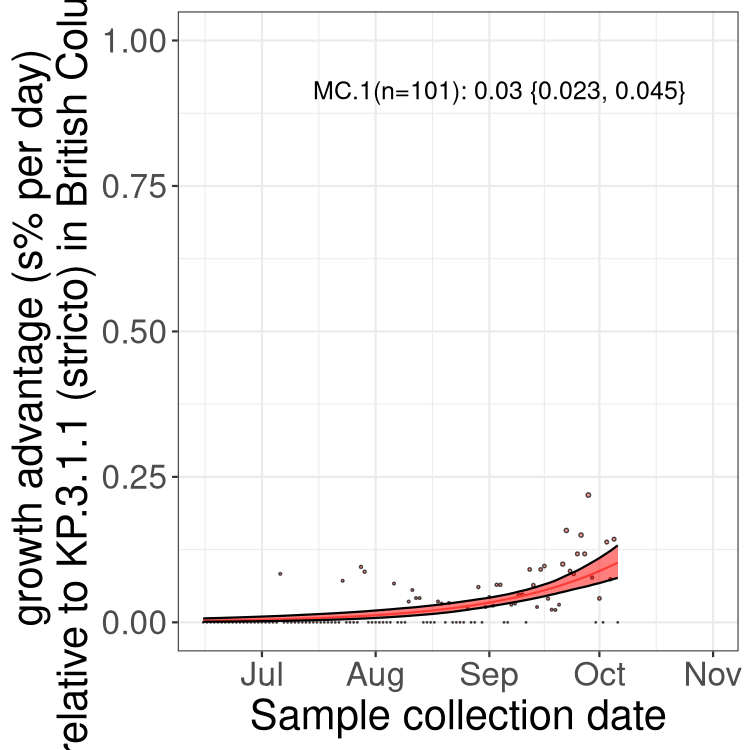 growth advantage (s% per day)
relative to KP.3.1.1 (stricto) in British Colu
1.00
0.75
0.50
0.25
0.00
MC.1(n=101): 0.03 {0.023, 0.045}
Jul Aug Sep Oct Nov
Sample collection date